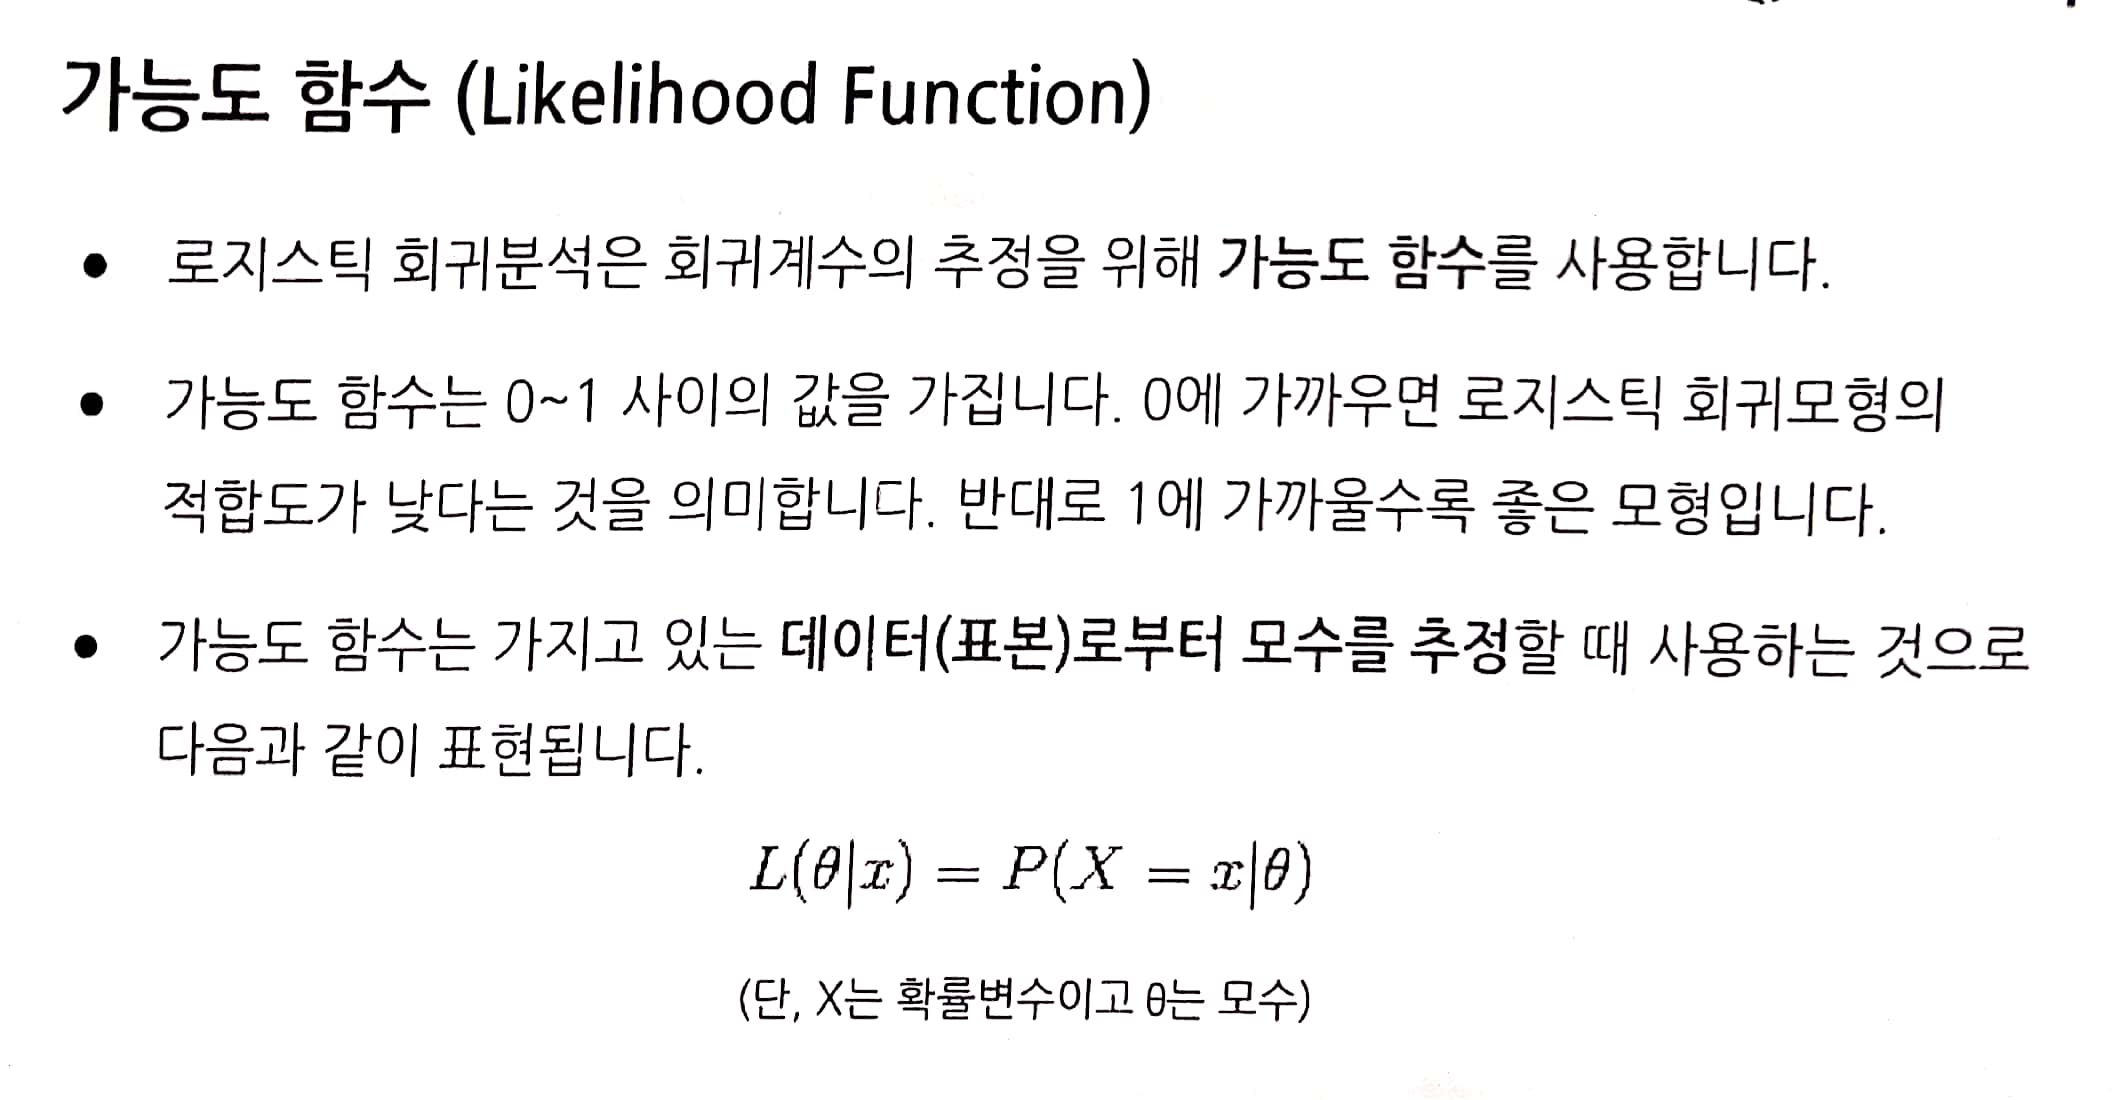 가능도 함수 (Likelihood Function)
• 로지스틱 회귀분석은 회귀계수의 추정을 위해 가능도 함수를 사용합니다.
• 가능도 함수는 0~1 사이의 값을 가집니다. 0에 가까우면 로지스틱 회귀모형의
적합도가 낮다는 것을 의미합니다. 반대로 1에 가까울수록 좋은 모형입니다.
• 가능도 함수는 가지고 있는 데이터(표본)로부터 모수를 추정할 때 사용하는 것으로
다음과 같이 표현됩니다.
L(θ|x) = P(X = x|θ)
(단, X는 확률변수이고 θ는 모수)